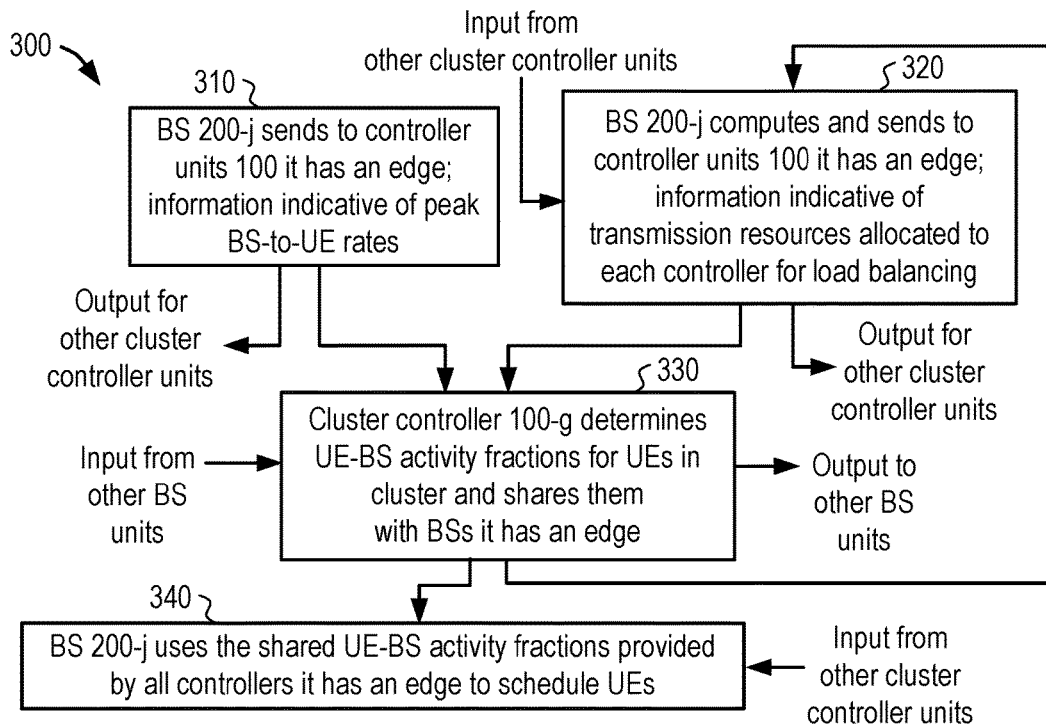 300
Input from
other cluster controller units
310
BS 200-j sends to controller
units 100 it has an edge;
information indicative of peak
BS-to-UE rates
320
BS 200-j computes and sends to
controller units 100 it has an edge;
information indicative of
transmission resources allocated to
each controller for load balancing
Output for
other cluster
controller units
Output for
other cluster
controller units
330
Cluster controller 100-g determines
UE-BS activity fractions for UEs in
cluster and shares them
with BSs it has an edge
Input from
other BS
units
Output to
other BS
units
340
BS 200-j uses the shared UE-BS activity fractions provided
by all controllers it has an edge to schedule UEs
Input from
other cluster
controller units